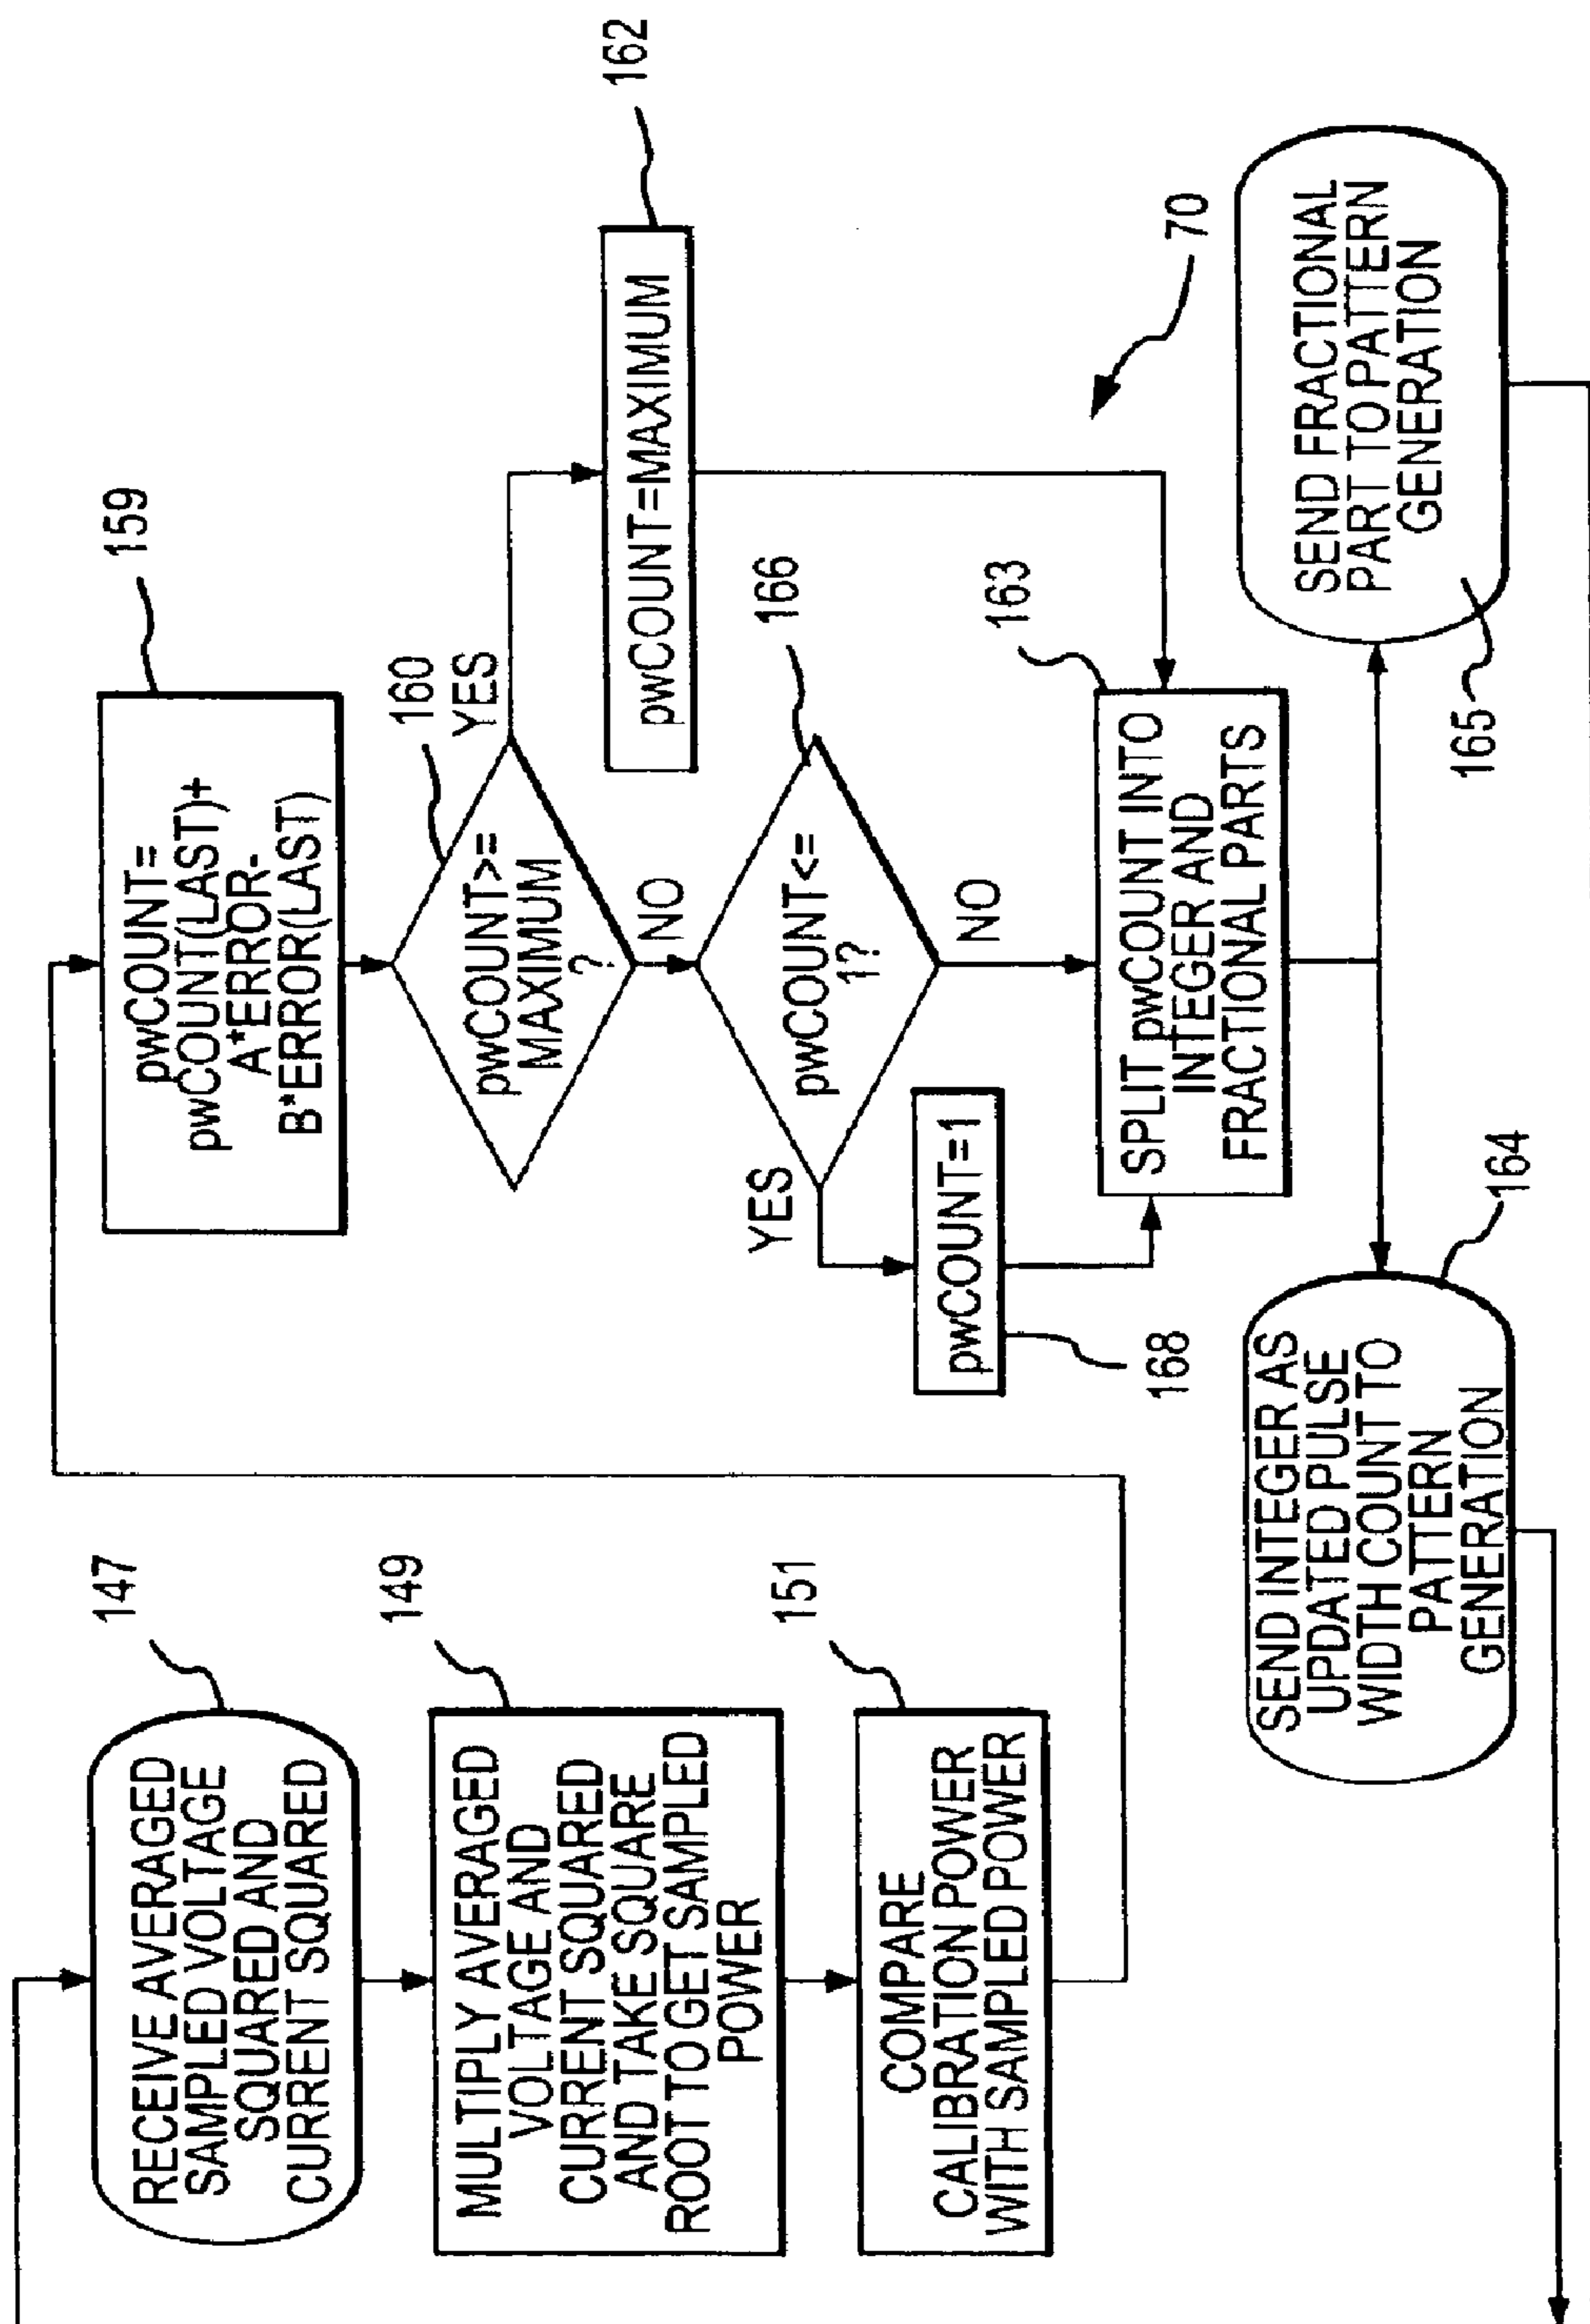 RECEIVE AVERAGED
SAMPLED VOLTAGE
SQUARED AND
CURRENT SQUARED
147
MULTIPLY AVERAGED
VOLTAGE AND
CURRENT SQUARED
AND TAKE SQUARE
ROOT TO GET SAMPLED
POWER
149
COMPARE
CALIBRATION POWER
WITH SAMPLED POWER
151
pwCOUNT=
pwCOUNT(LAST)+
A*ERROR-
B*ERROR(LAST)
159
pwCOUNT>=
MAXIMUM
?
160
YES
NO
pwCOUNT=MAXIMUM
162
pwCOUNT<=
1?
166
YES
NO
pwCOUNT=1
168
SPLIT pwCOUNT INTO
INTEGER AND
FRACTIONAL PARTS
163
70
SEND INTEGER AS
UPDATED PULSE
WIDTH COUNT TO
PATTERN
GENERATION
164
SEND FRACTIONAL
PART TO PATTERN
GENERATION
165